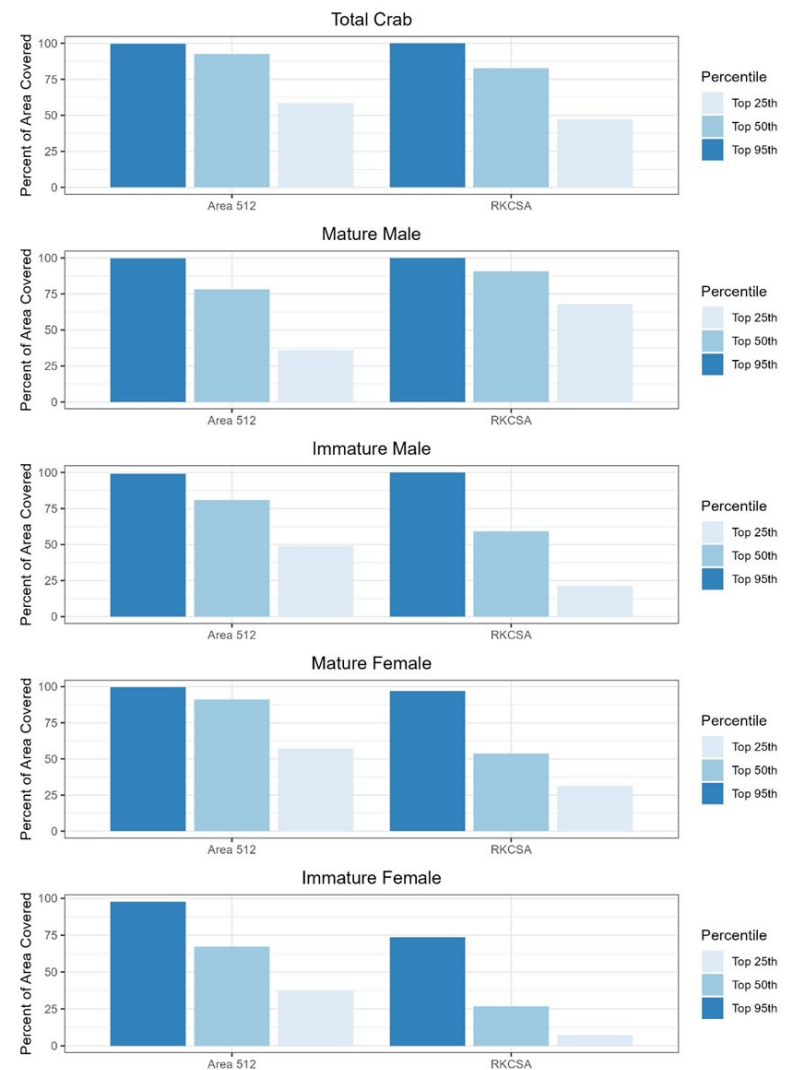 Total Crab
Percent of Area Covered
100
75
50
25
0
Area 512 RKCSA
Percentile
Top 25th
Top 50th
Top 95th
Mature Male
Percent of Area Covered
100
75
50
25
0
Area 512 RKCSA
Percentile
Top 25th
Top 50th
Top 95th
Immature Male
Percent of Area Covered
100
75
50
25
0
Area 512 RKCSA
Percentile
Top 25th
Top 50th
Top 95th
Mature Female
Percent of Area Covered
100
75
50
25
0
Area 512 RKCSA
Percentile
Top 25th
Top 50th
Top 95th
Immature Female
Percent of Area Covered
100
75
50
25
0
Area 512 RKCSA
Percentile
Top 25th
Top 50th
Top 95th